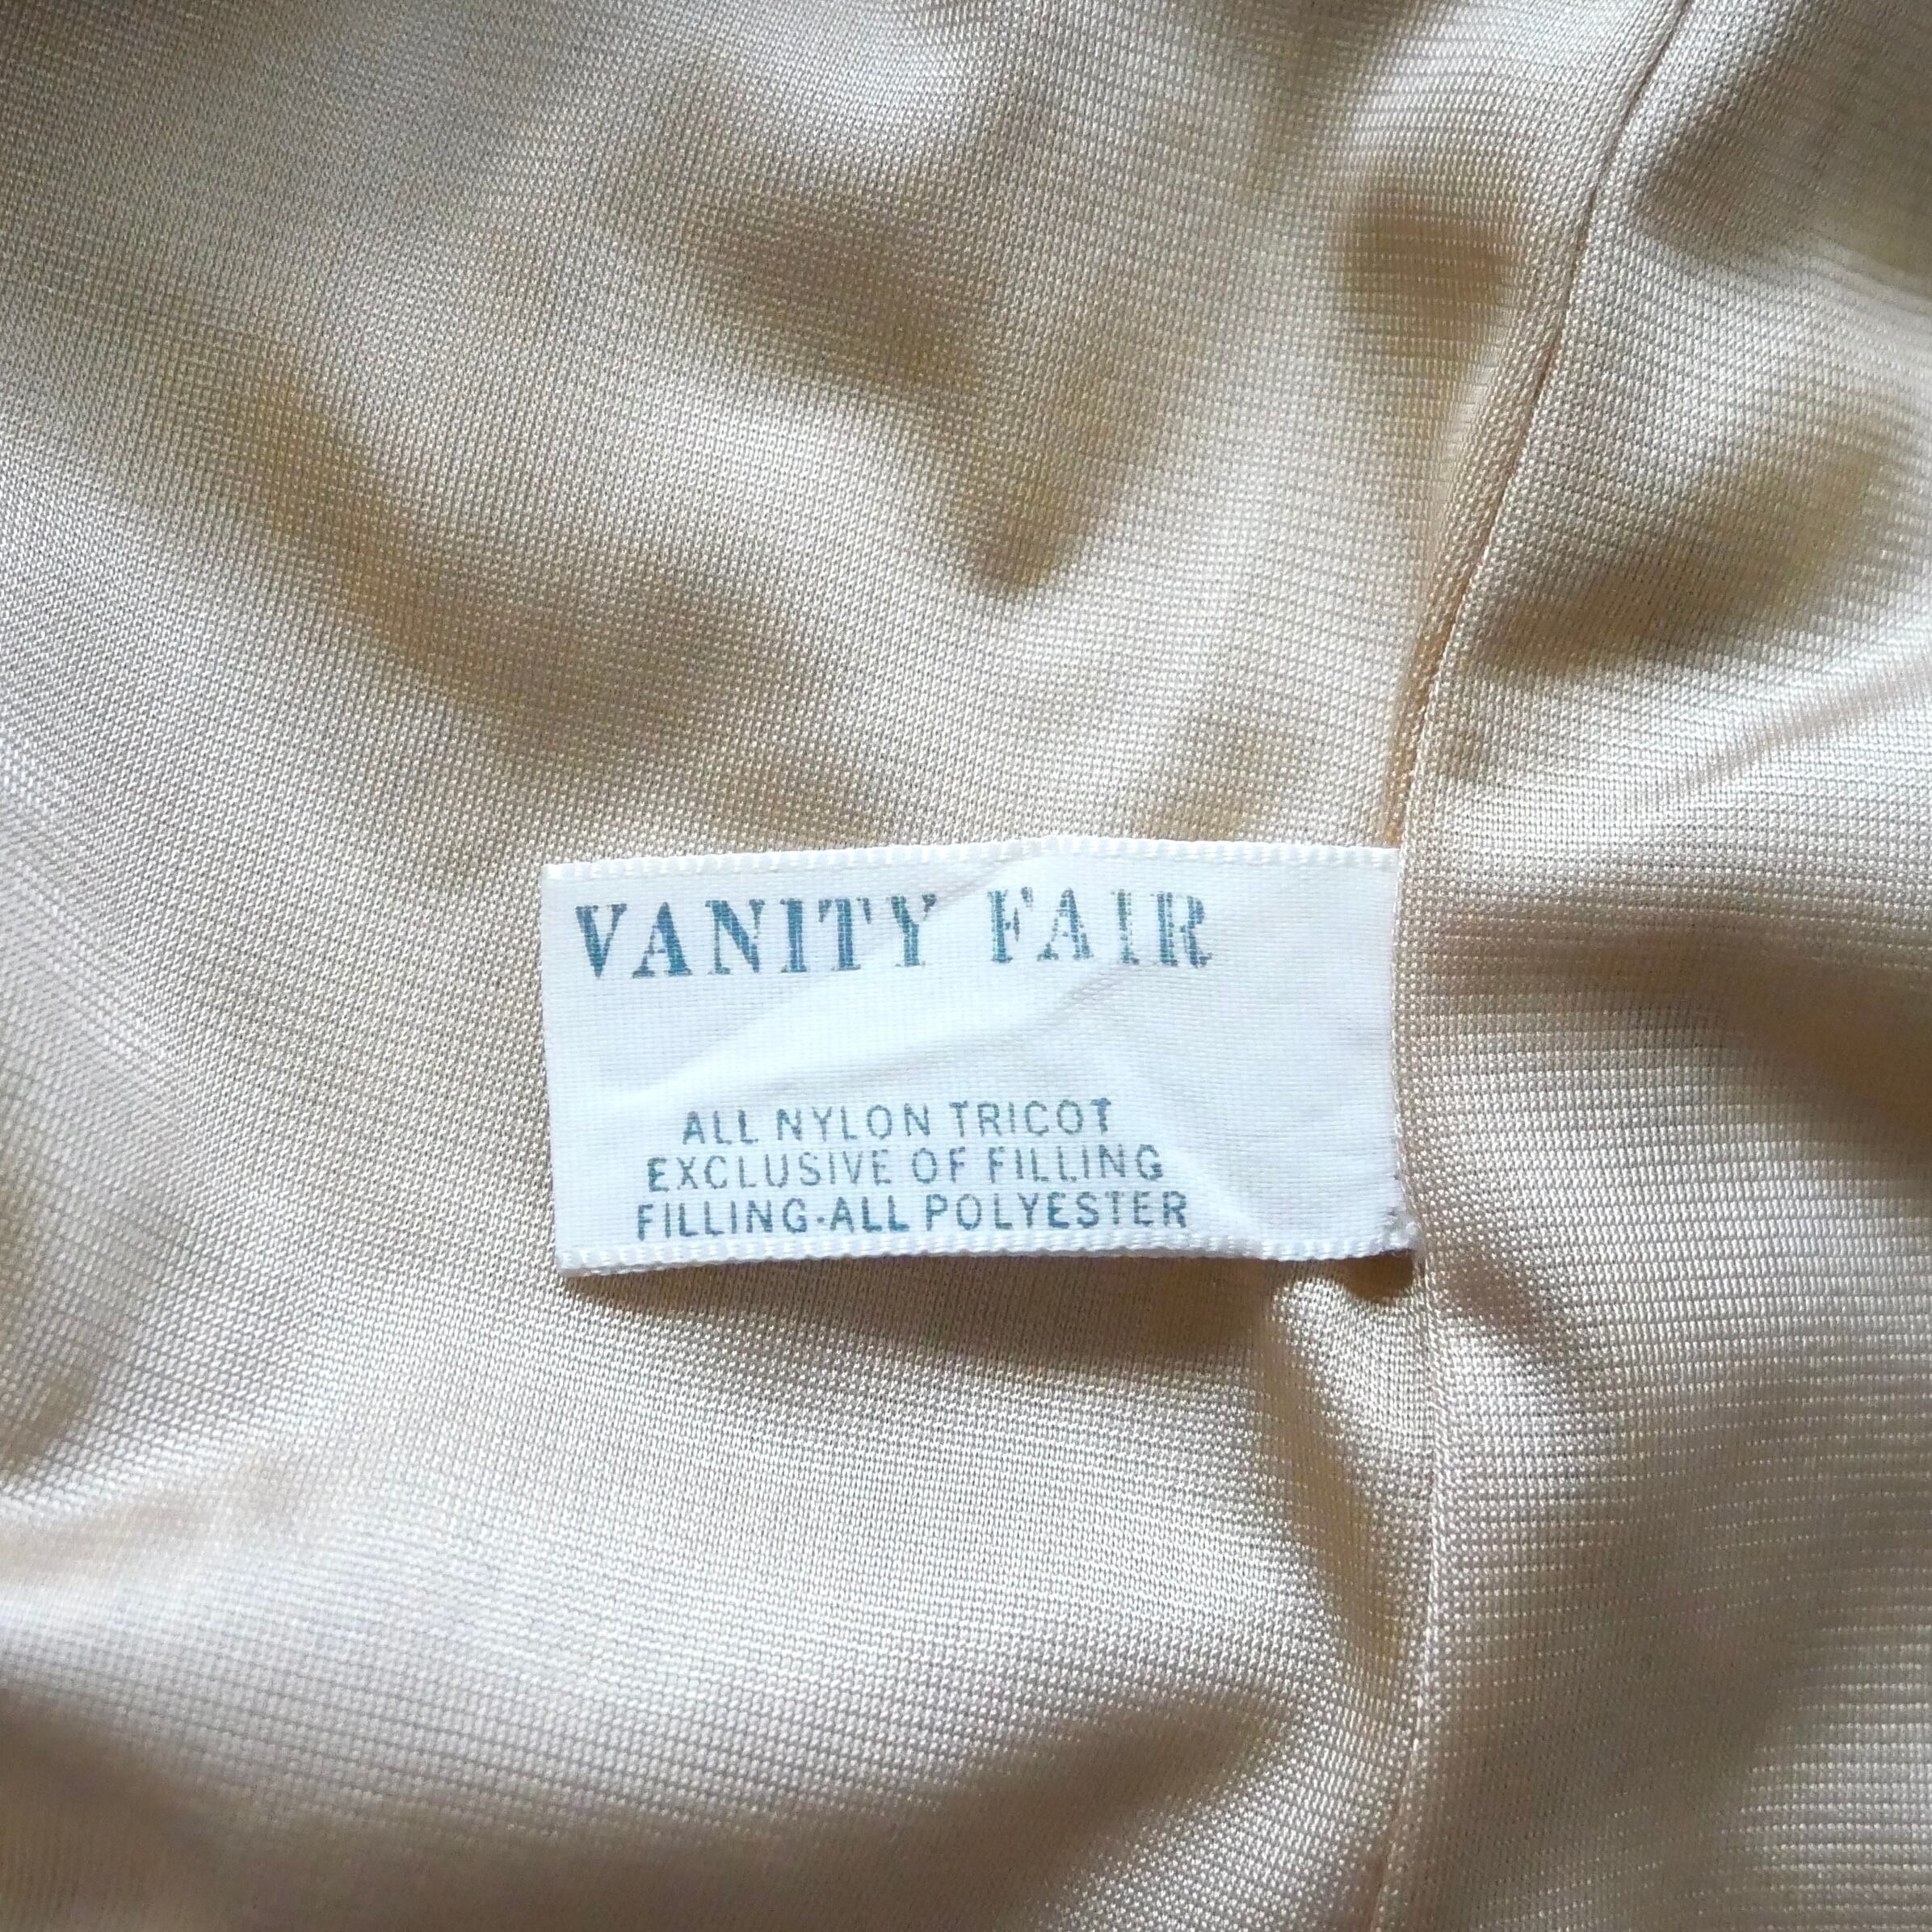 VANITY FAIR
ALL NYLON TRICOT
EXCLUSIVE OF FILLING
FILLING-ALL POLYESTER